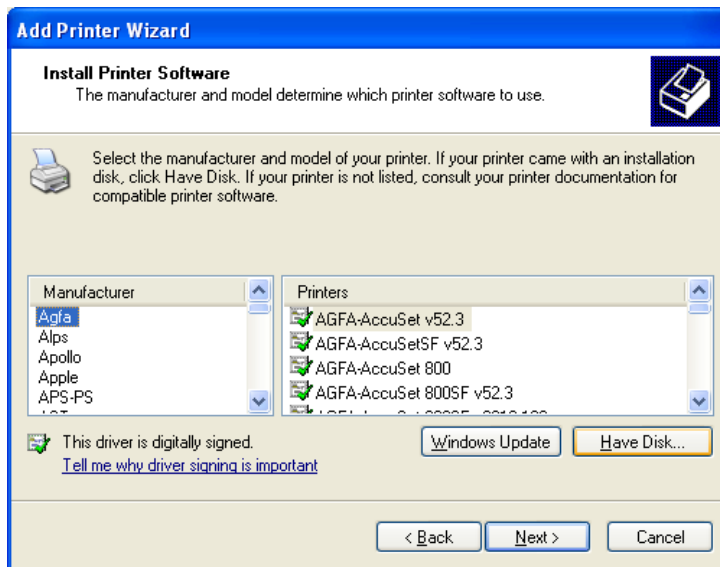 Add Printer Wizard
Install Printer Software
The manufacturer and model determine which printer software to use.
Select the manufacturer and model of your printer. If your printer came with an installation
disk, click Have Disk. If your printer is not listed, consult your printer documentation for
compatible printer software.
Manufacturer
Agfa
Alps
Apollo
Apple
APS-PS
Printers
AGFA-AccuSet v52.3
AGFA-AccuSetSF v52.3
AGFA-AccuSet 800
AGFA-AccuSet 800SF v52.3
This driver is digitally signed.
Tell me why driver signing is important
Windows Update
Have Disk...
< Back
Next >
Cancel